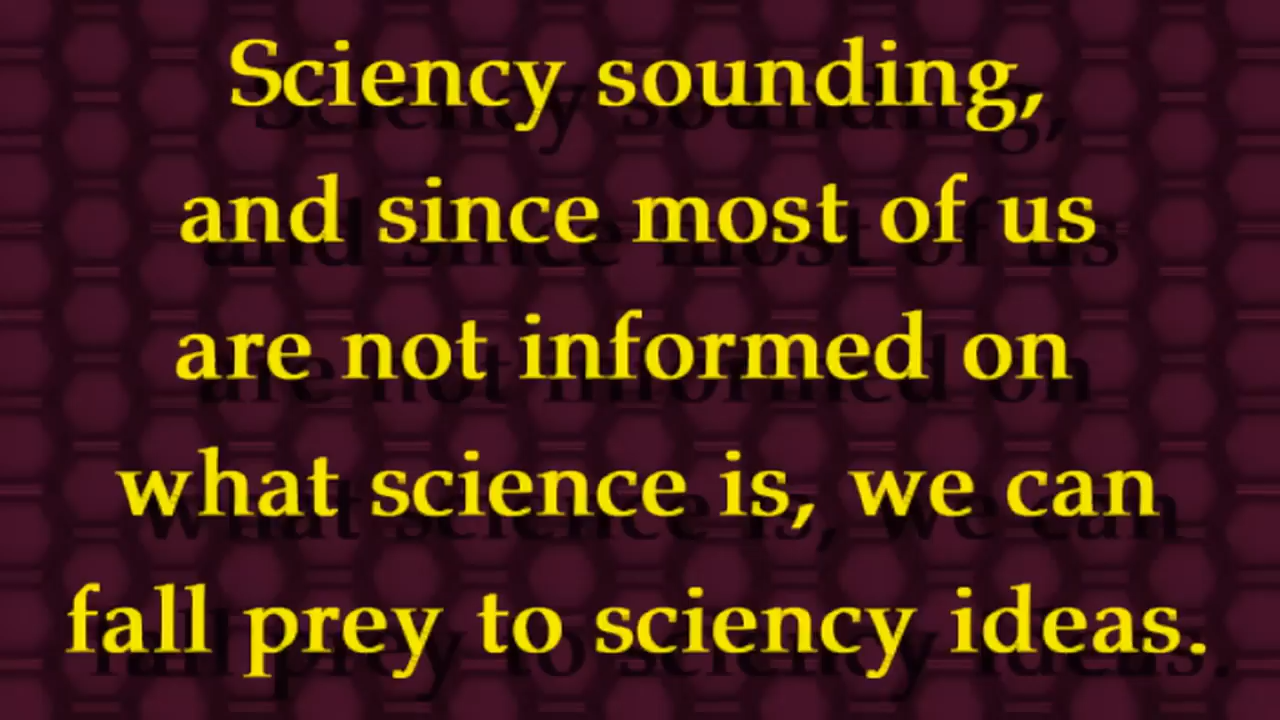 Sciency sounding,
and since most of us
are not informed on
what science is, we can
fall prey to sciency ideas.